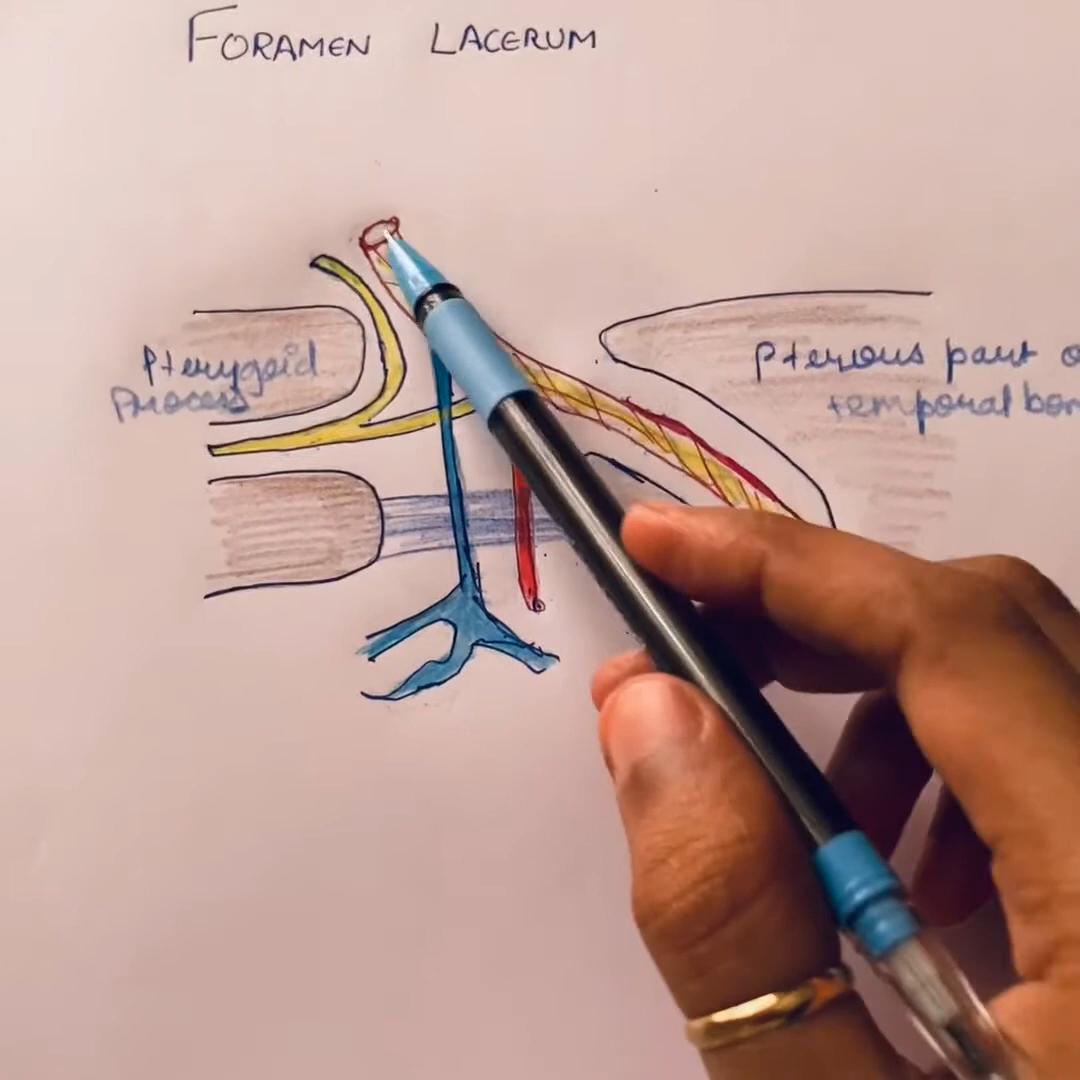 FORAMEN LACERUM
Pterygoid
Process
Pterous part o
temporal bon